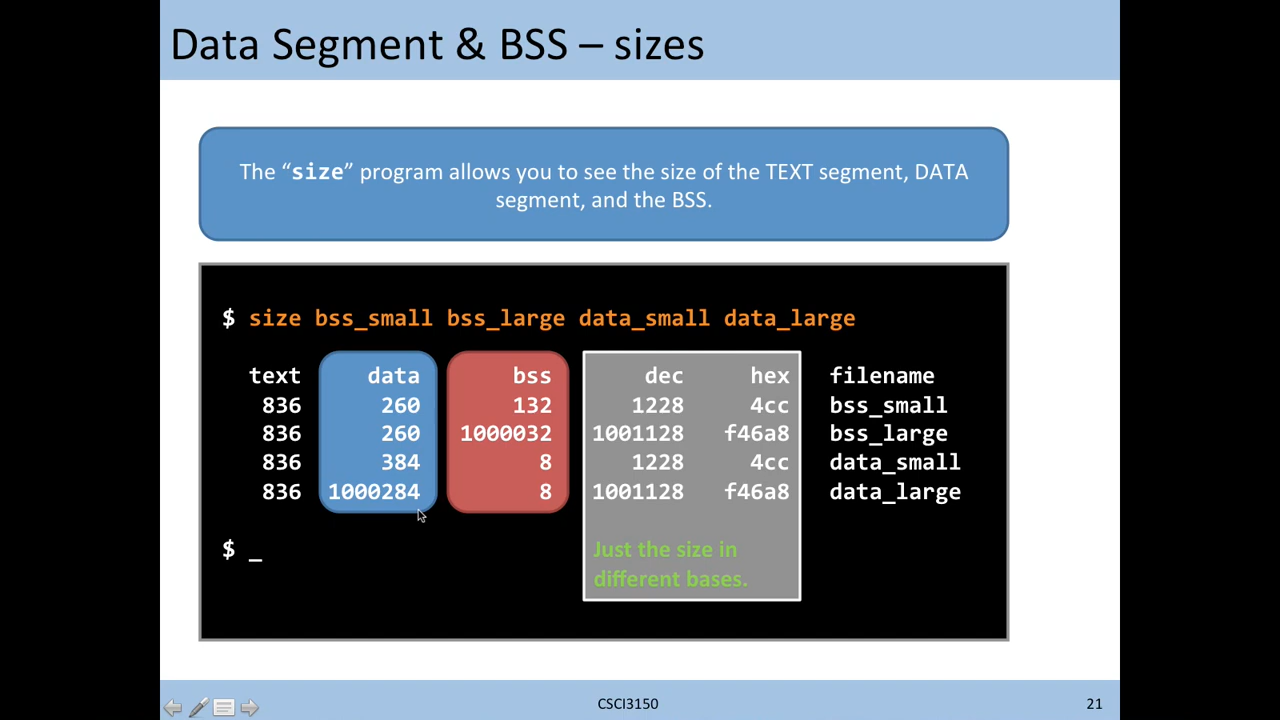 Data Segment & BSS – sizes
The “size” program allows you to see the size of the TEXT segment, DATA
segment, and the BSS.
$ size bss_small bss_large data_small data_large
text data bss dec hex filename
836 260 132 1228 4cc bss_small
836 260 1000032 1001128 f46a8 bss_large
836 384 8 1228 4cc data_small
836 1000284 8 1001128 f46a8 data_large
$ _
Just the size in
different bases.
CSCI3150
21